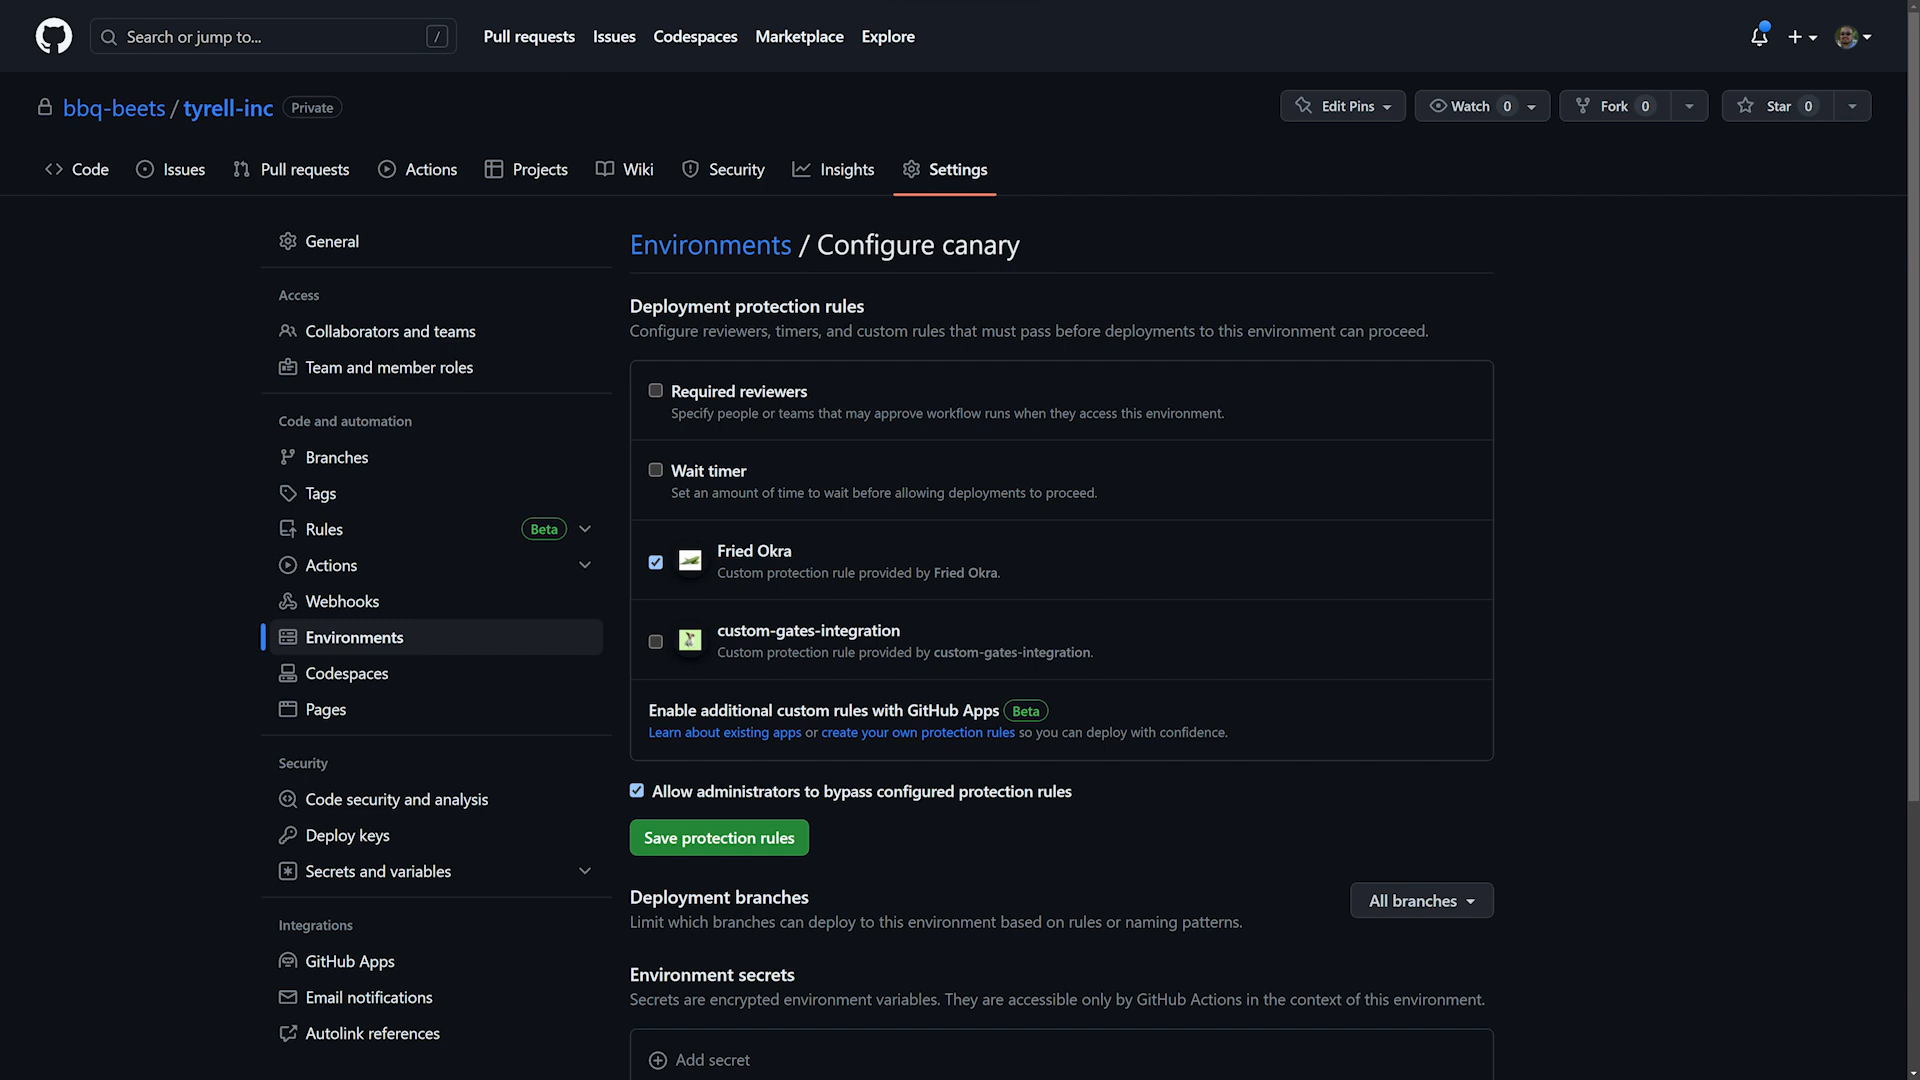 Search or jump to...
/
Pull requests
Issues
Codespaces
Marketplace
Explore
bbq-beets / tyrell-inc
Private
Edit Pins
Watch 0
Fork 0
Star 0
Code
Issues
Pull requests
Actions
Projects
Wiki
Security
Insights
Settings
General
Access
Collaborators and teams
Team and member roles
Code and automation
Branches
Tags
Rules Beta
Actions
Webhooks
Environments
Codespaces
Pages
Security
Code security and analysis
Deploy keys
Secrets and variables
Integrations
GitHub Apps
Email notifications
Autolink references
Environments / Configure canary
Deployment protection rules
Configure reviewers, timers, and custom rules that must pass before deployments to this environment can proceed.
Required reviewers
Specify people or teams that may approve workflow runs when they access this environment.
Wait timer
Set an amount of time to wait before allowing deployments to proceed.
Fried Okra
Custom protection rule provided by Fried Okra.
custom-gates-integration
Custom protection rule provided by custom-gates-integration.
Enable additional custom rules with GitHub Apps Beta
Learn about existing apps or create your own protection rules so you can deploy with confidence.
Allow administrators to bypass configured protection rules
Save protection rules
Deployment branches
Limit which branches can deploy to this environment based on rules or naming patterns.
All branches
Environment secrets
Secrets are encrypted environment variables. They are accessible only by GitHub Actions in the context of this environment.
Add secret